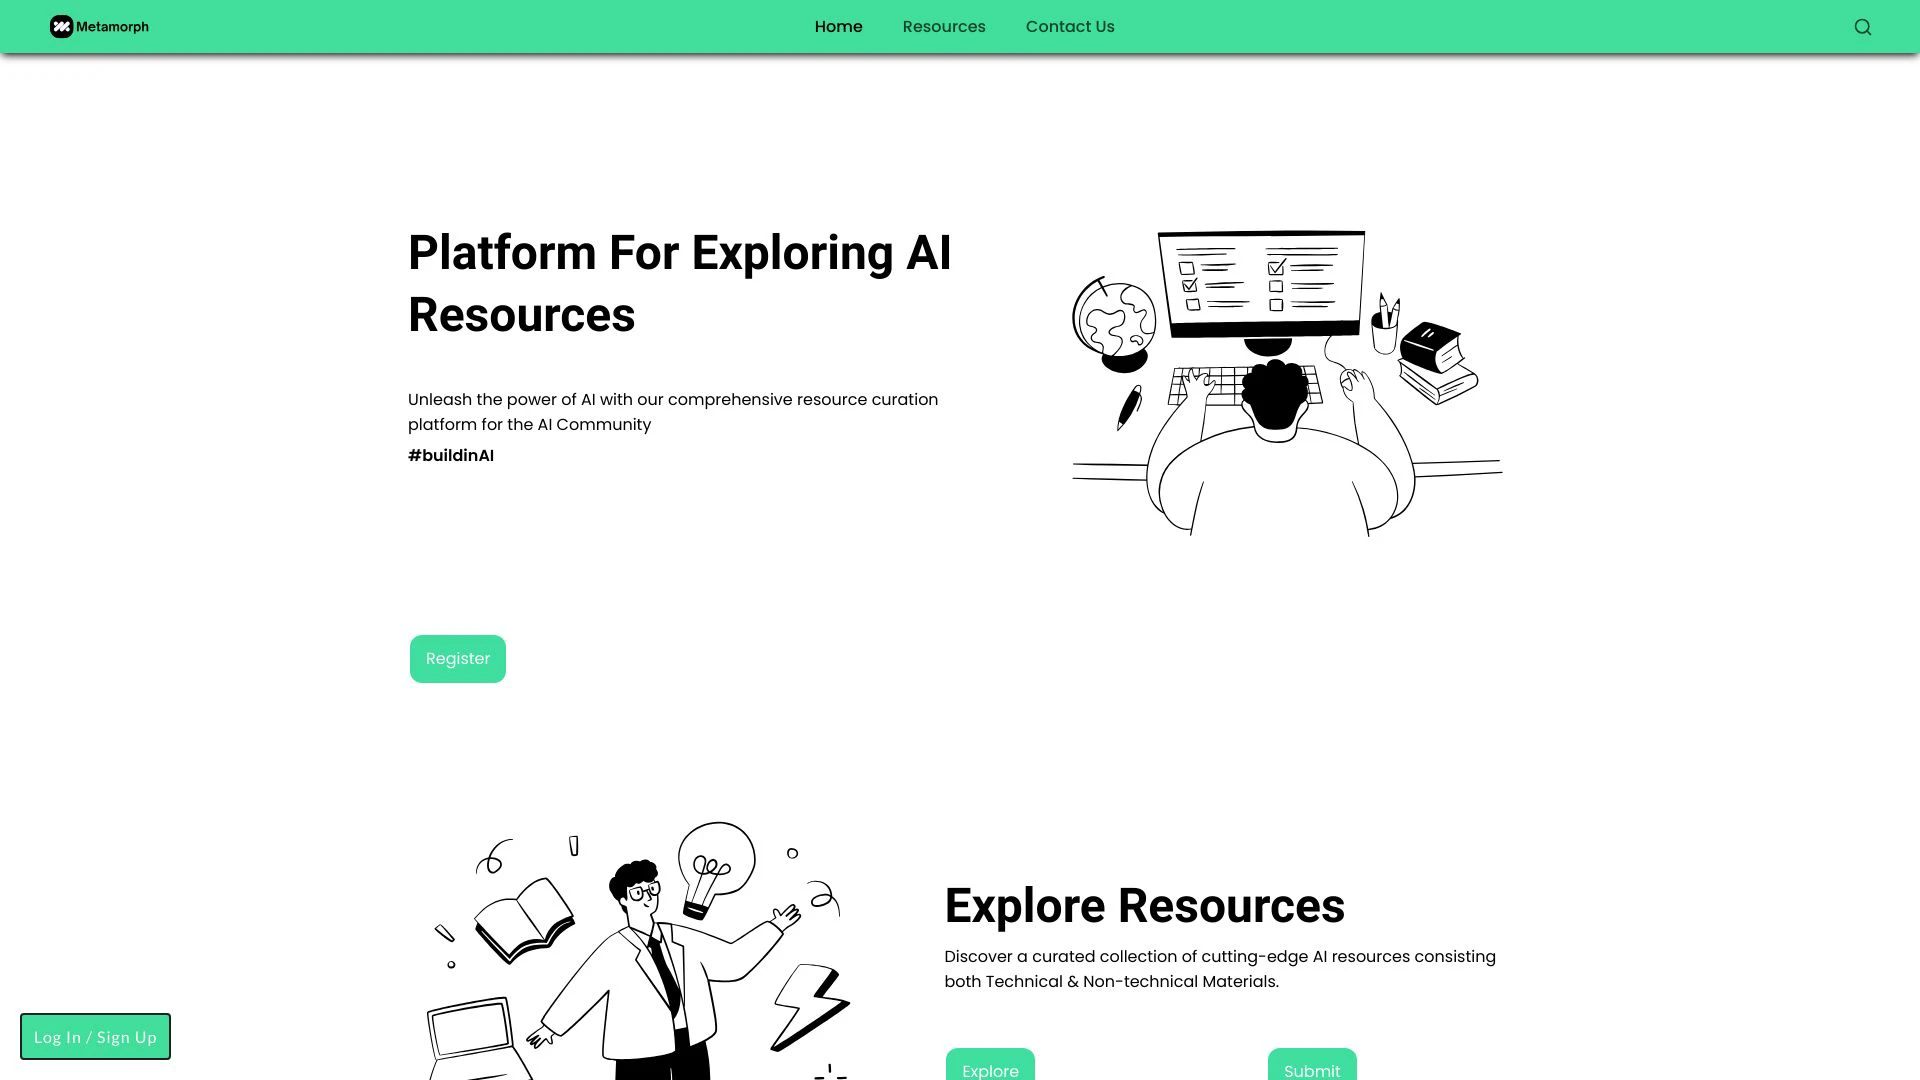 Metamorph
Home
Resources
Contact Us
Platform For Exploring AI
Resources
Unleash the power of AI with our comprehensive resource curation
platform for the AI Community
#buildinAI
Register
Explore Resources
Discover a curated collection of cutting-edge AI resources consisting
both Technical & Non-technical Materials.
Log In / Sign Up
Explore
Submit